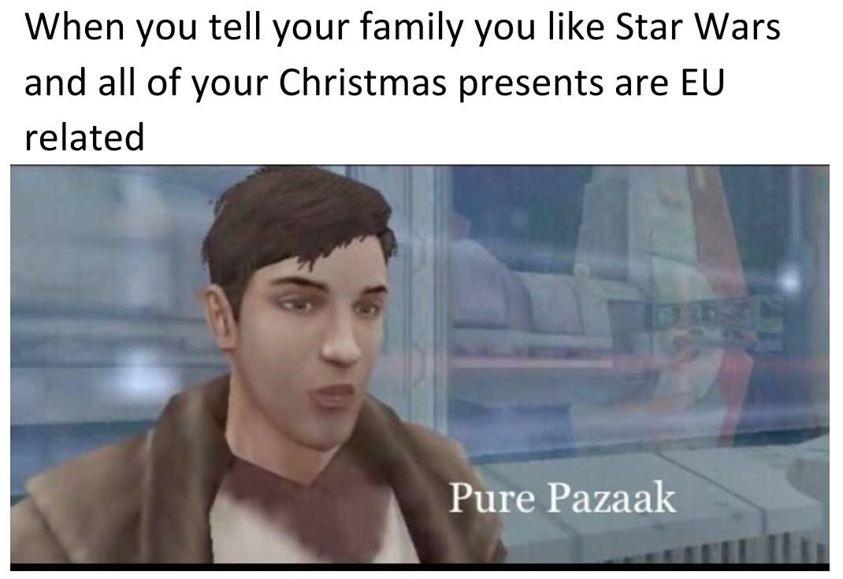 When you tell your family you like Star Wars
and all of your Christmas presents are EU
related
Pure Pazaak